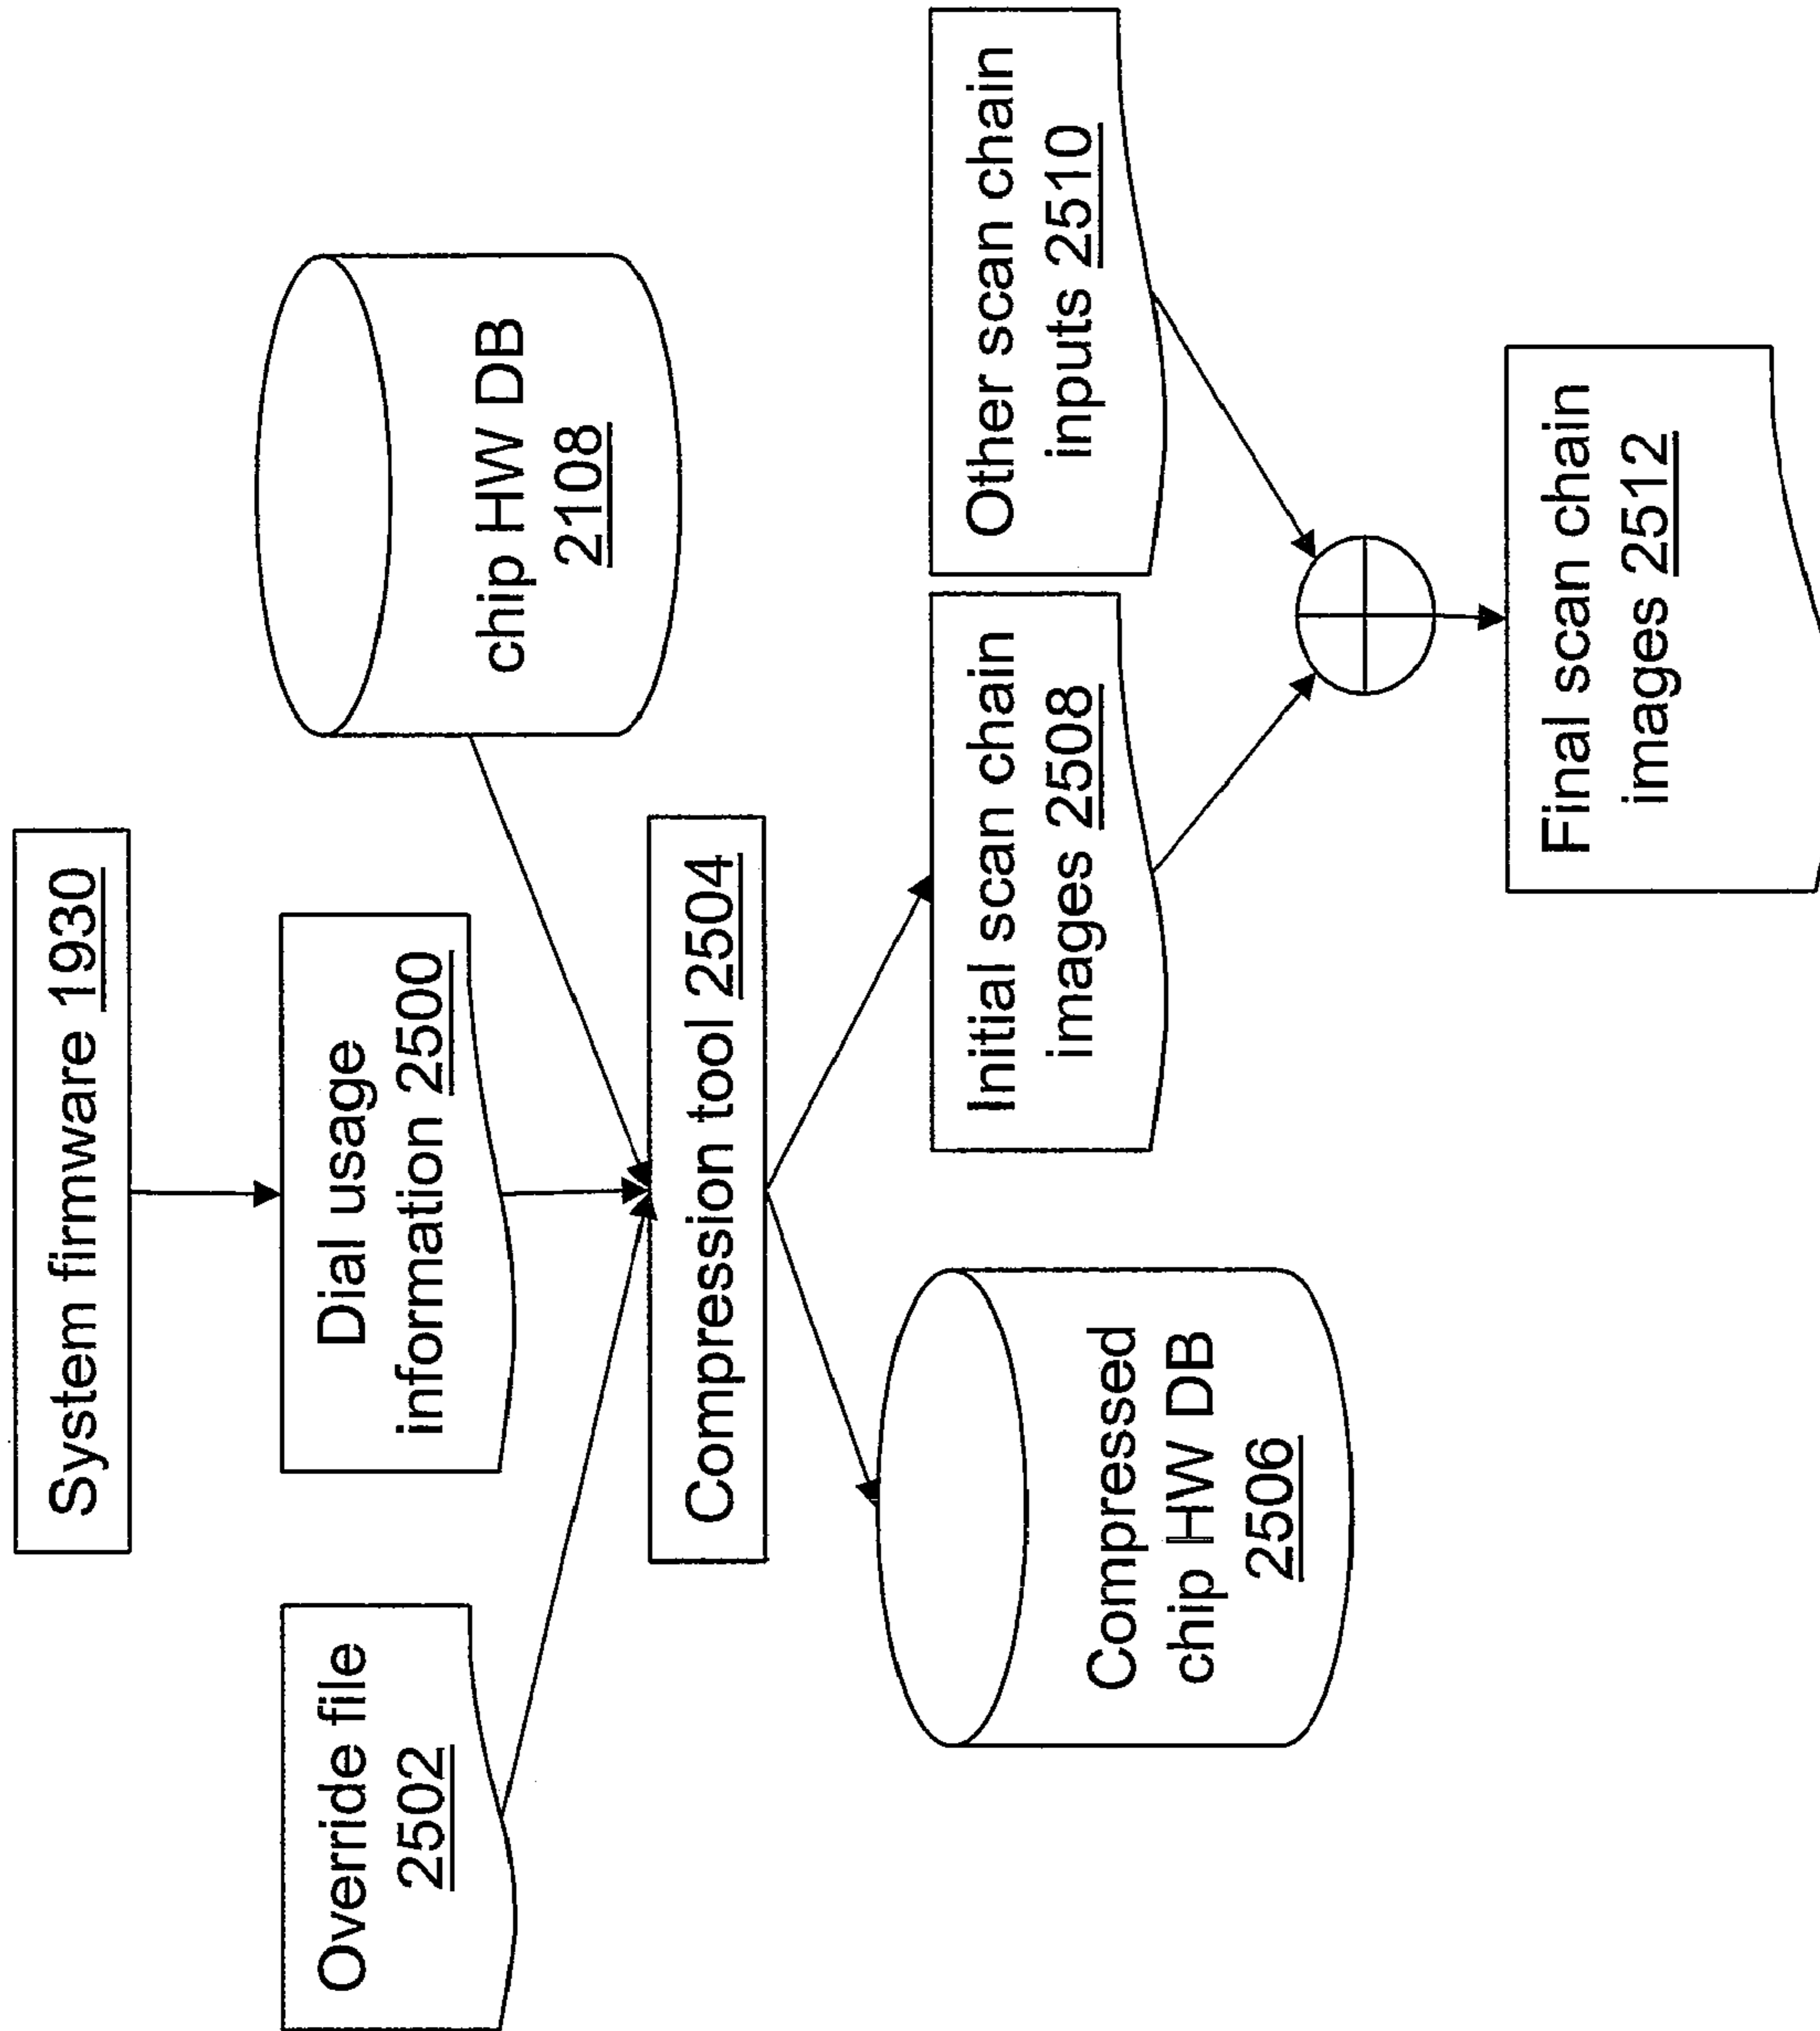 System firmware 1930
Override file
2502
Dial usage
information 2500
chip HW DB
2108
Compression tool 2504
Compressed
chip HW DB
2506
Initial scan chain
images 2508
Other scan chain
inputs 2510
Final scan chain
images 2512